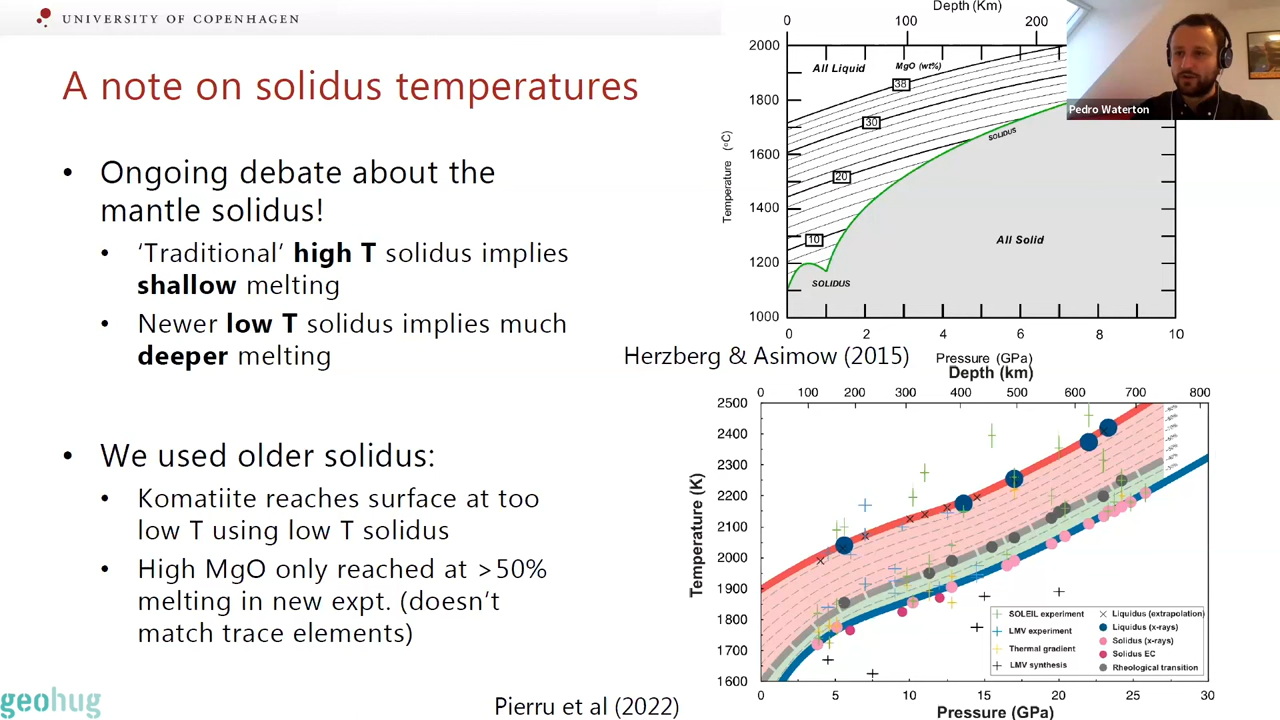 UNIVERSITY OF COPENHAGEN
A note on solidus temperatures
• Ongoing debate about the
mantle solidus!
• ‘Traditional’ high T solidus implies
shallow melting
• Newer low T solidus implies much
deeper melting
• We used older solidus:
• Komatiite reaches surface at too
low T using low T solidus
• High MgO only reached at >50%
melting in new expt. (doesn’t
match trace elements)
geohug
Pierru et al (2022)
Herzberg & Asimow (2015)
Depth (Km)
0 100 200
2000
1800
1600
1400
1200
1000
Temperature (oC)
All Liquid
MgO (wt%)
38
30
20
10
SOLIDUS
All Solid
SOLIDUS
0 2 4 6 8 10
Pressure (GPa)
Pedro Waterton
Depth (km)
0 100 200 300 400 500 600 700 800
2500
2400
2300
2200
2100
2000
1900
1800
1700
1600
Temperature (K)
SOLEIL experiment
LMV experiment
Thermal gradient
LMV synthesis
Liquidus (extrapolation)
Liquidus (x-rays)
Solidus (x-rays)
Solidus EC
Rheological transition
0 5 10 15 20 25 30
Pressure (GPa)